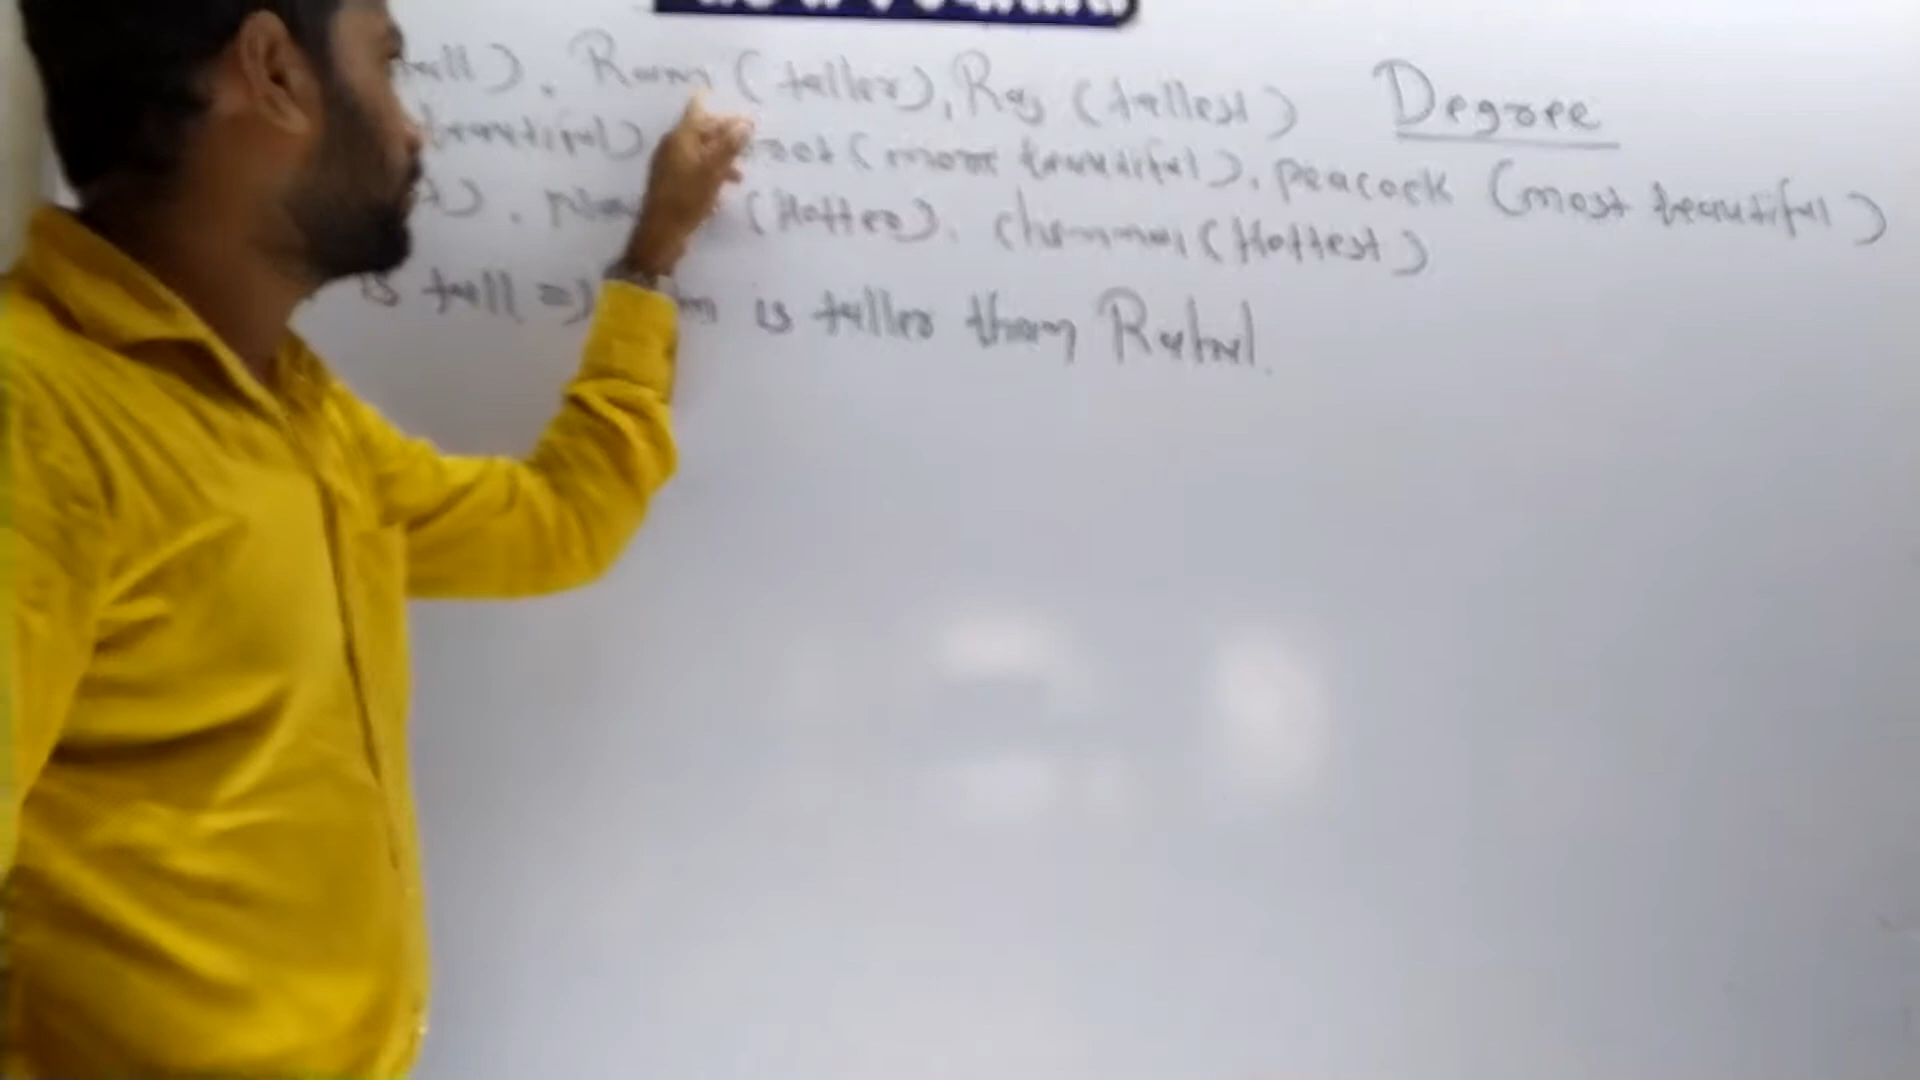 tall). Ram (taller), Raj (tallest) Degree
beautiful) (more beautiful), peacock (most beautiful)
(Hotter). chennai (Hottest)
is tall => is taller than Rahul.